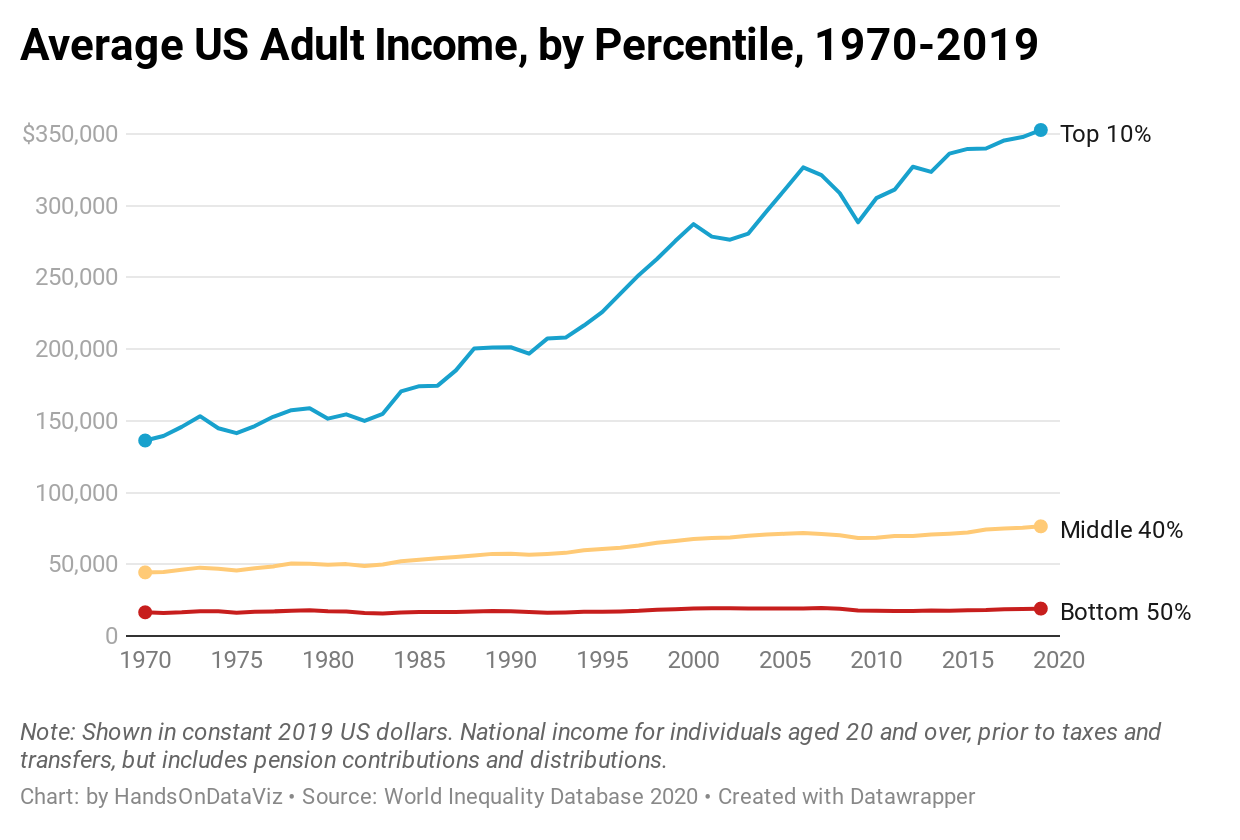 Average US Adult Income, by Percentile, 1970-2019
$350,000
Top 10%
300,000
250,000
200,000
150,000
100,000
Middle 40%
50,000
Bottom 50%
0
1970 1975 1980 1985 1990 1995 2000 2005 2010 2015 2020
Note: Shown in constant 2019 US dollars. National income for individuals aged 20 and over, prior to taxes and
transfers, but includes pension contributions and distributions.
Chart: by HandsOnDataViz • Source: World Inequality Database 2020 • Created with Datawrapper